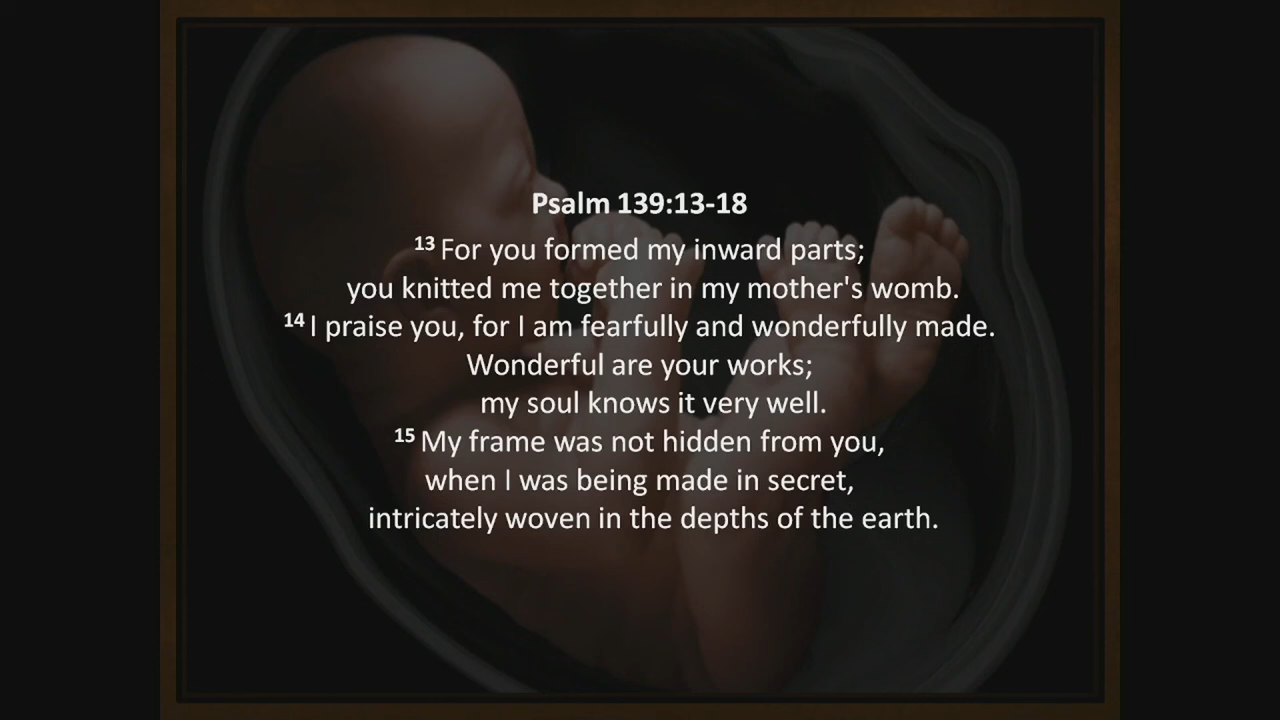 Psalm 139:13-18
13 For you formed my inward parts;
you knitted me together in my mother's womb.
14 I praise you, for I am fearfully and wonderfully made.
Wonderful are your works;
my soul knows it very well.
15 My frame was not hidden from you,
when I was being made in secret,
intricately woven in the depths of the earth.